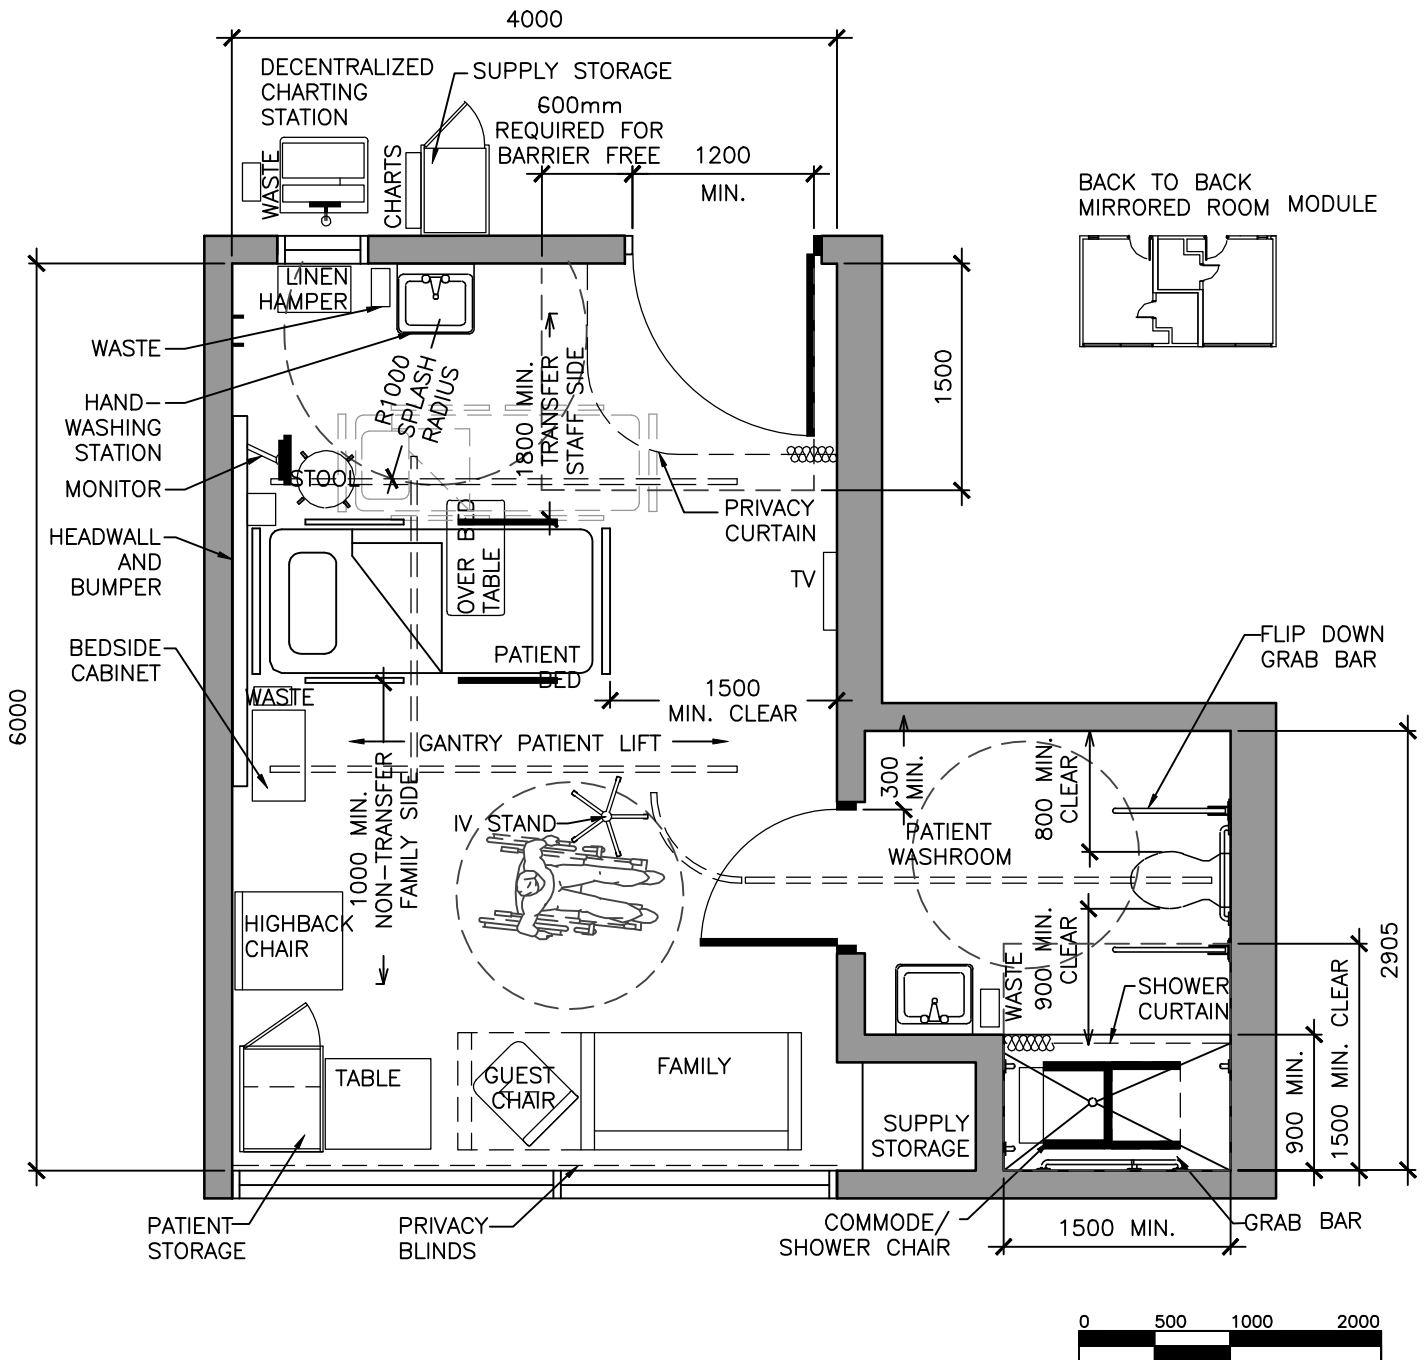 4000
DECENTRALIZED
CHARTING
STATION
SUPPLY STORAGE
600mm
REQUIRED FOR
BARRIER FREE
1200
MIN.
WASTE
CHARTS
BACK TO BACK
MIRRORED ROOM MODULE
LINEN
HAMPER
WASTE
HAND
WASHING
STATION
MONITOR
HEADWALL
AND
BUMPER
BEDSIDE
CABINET
6000
R1000
SPLASH
RADIUS
1800 MIN.
TRANSFER
STAFF SIDE
STOOL
PRIVACY
CURTAIN
1500
OVER BED
TABLE
TV
PATIENT
BED
WASTE
1500
MIN. CLEAR
GANTRY PATIENT LIFT
1000 MIN.
NON-TRANSFER
FAMILY SIDE
IV STAND
300
MIN.
PATIENT
WASHROOM
800 MIN.
CLEAR
FLIP DOWN
GRAB BAR
HIGHBACK
CHAIR
WASTE
900 MIN.
CLEAR
SHOWER
CURTAIN
2905
1500 MIN. CLEAR
900 MIN.
TABLE
GUEST
CHAIR
FAMILY
SUPPLY
STORAGE
PATIENT
STORAGE
PRIVACY
BLINDS
COMMODE/
SHOWER CHAIR
1500 MIN.
GRAB BAR
0 500 1000 2000